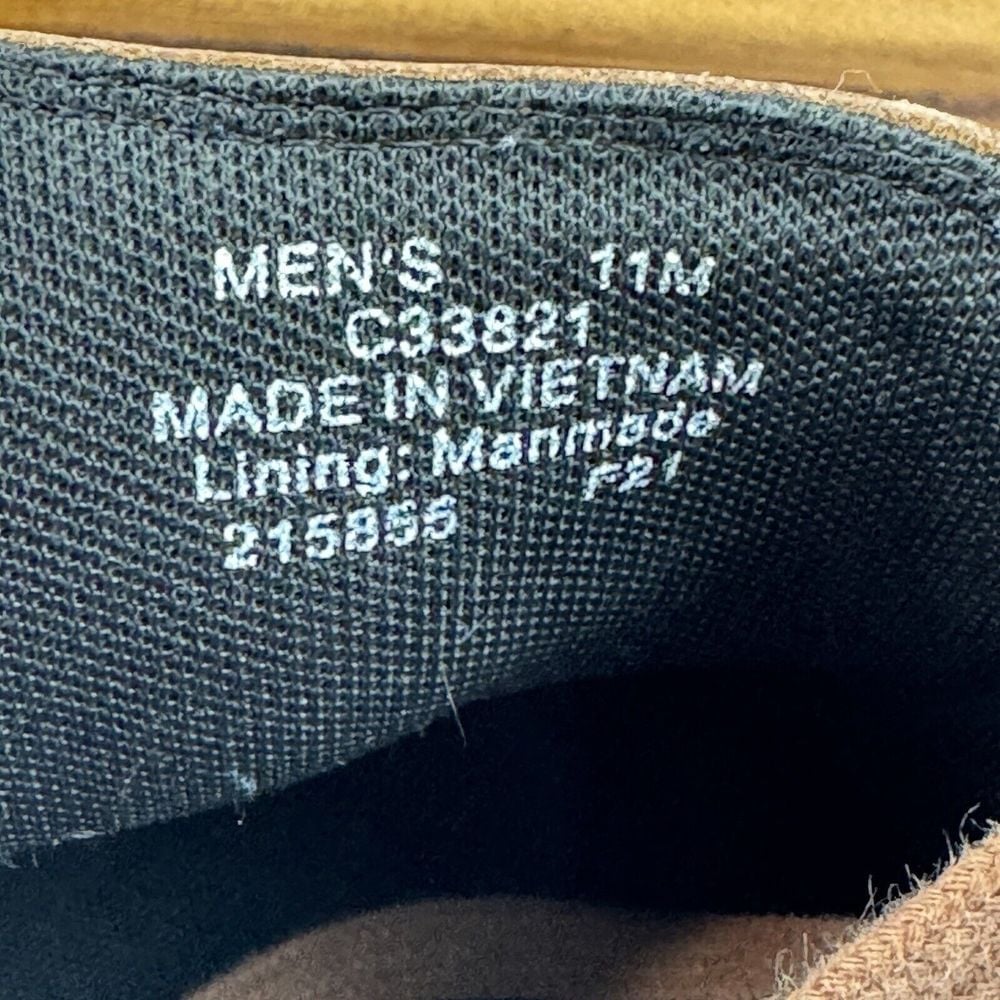 MEN'S 11M
C33821
MADE IN VIETNAM
Lining: Manmade
215855 F21